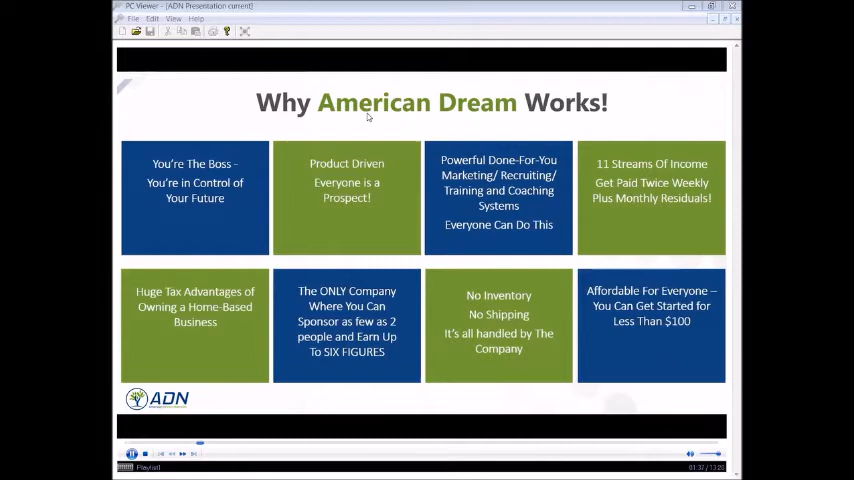 PC Viewer - [ADN Presentation current]
File Edit View Help
Why American Dream Works!
You're The Boss -
You're in Control of
Your Future
Product Driven
Everyone is a
Prospect!
Powerful Done-For-You
Marketing/ Recruiting/
Training and Coaching
Systems
Everyone Can Do This
11 Streams Of Income
Get Paid Twice Weekly
Plus Monthly Residuals!
Huge Tax Advantages of
Owning a Home-Based
Business
The ONLY Company
Where You Can
Sponsor as few as 2
people and Earn Up
To SIX FIGURES
No Inventory
No Shipping
It's all handled by The
Company
Affordable For Everyone –
You Can Get Started for
Less Than $100
ADN
Playlist1
01:37 / 13:20